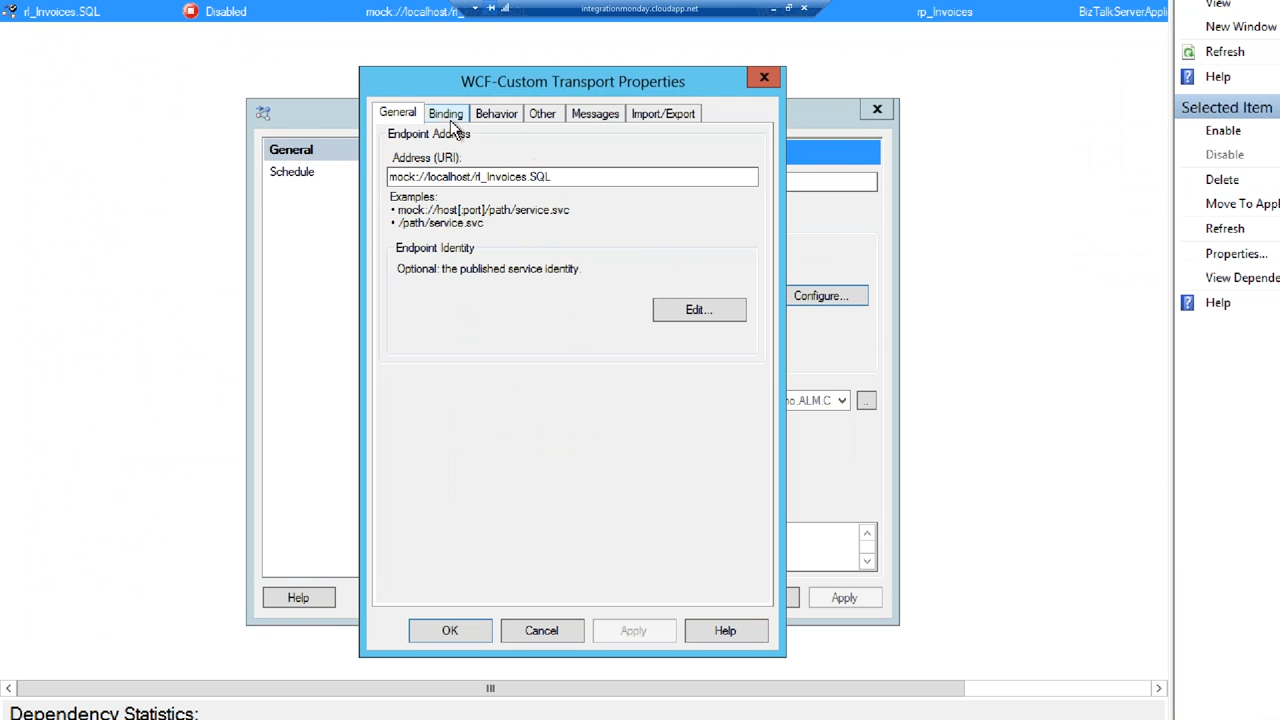 rl_Invoices.SQL Disabled mock://localhost/rl_ integrationmonday.cloudapp.net rp_Invoices BizTalkServerAppli
View
New Window
Refresh
Help
Selected Item
Enable
Disable
Delete
Move To Appl
Refresh
Properties...
View Depende
Help
General
Schedule
WCF-Custom Transport Properties
General Binding Behavior Other Messages Import/Export
Endpoint Address
Address (URI):
mock://localhost/rl_Invoices.SQL
Examples:
• mock://host[:port]/path/service.svc
• /path/service.svc
Endpoint Identity
Optional: the published service identity.
Edit...
Configure...
no.ALM.C
..
Help Apply
OK Cancel Apply Help
Dependency Statistics: